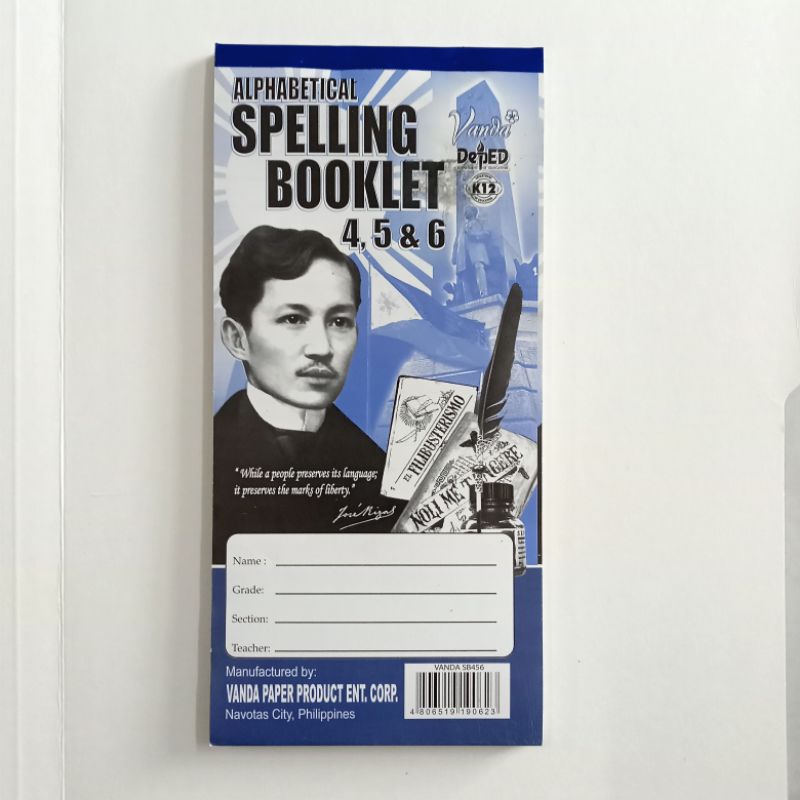 ALPHABETICAL
SPELLING
BOOKLET
4, 5 & 6
Vanda
DepED
K12
EL FILIBUSTERISMO
NOLI ME
"While a people preserves its language;
it preserves the marks of liberty."
José Rizal
Name :
Grade:
Section:
Teacher:
Manufactured by:
VANDA PAPER PRODUCT ENT. CORP.
Navotas City, Philippines
VANDA SB456
4 806519 190623